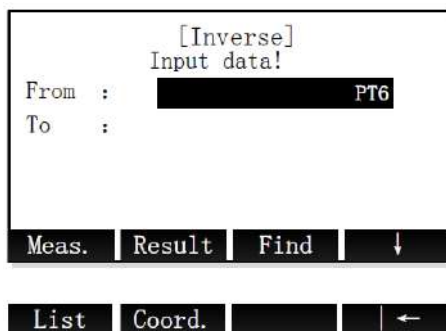 [Inverse]
Input data!
From : PT6
To :
Meas. Result Find ↓
List Coord. |←